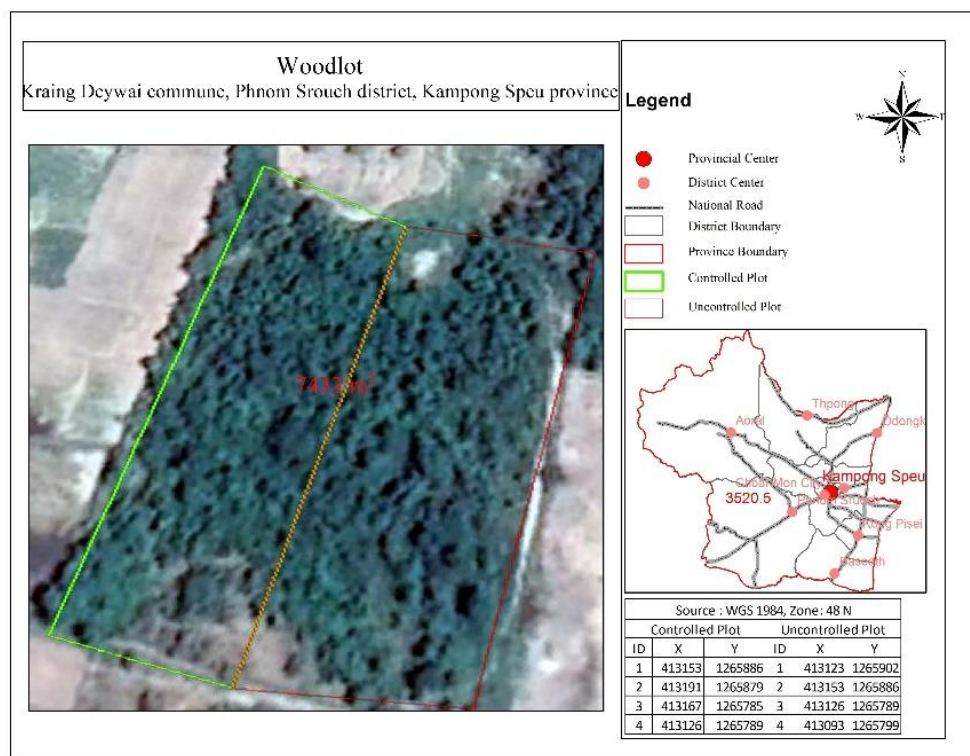 Woodlot
Kraing Deywai commune, Phnom Srouch district, Kampong Speu province
7433 m²
Legend
N
W
E
S
Provincial Center
District Center
National Road
District Boundary
Province Boundary
Controlled Plot
Uncontrolled Plot
Thpong
Aoral
Odongk
Kampong Speu
3520.5
Kong Pisei
Basedth
Source : WGS 1984, Zone: 48 N
Controlled Plot Uncontrolled Plot
ID X Y ID X Y
1 413153 1265886 1 413123 1265902
2 413191 1265879 2 413153 1265886
3 413167 1265785 3 413126 1265789
4 413126 1265789 4 413093 1265799